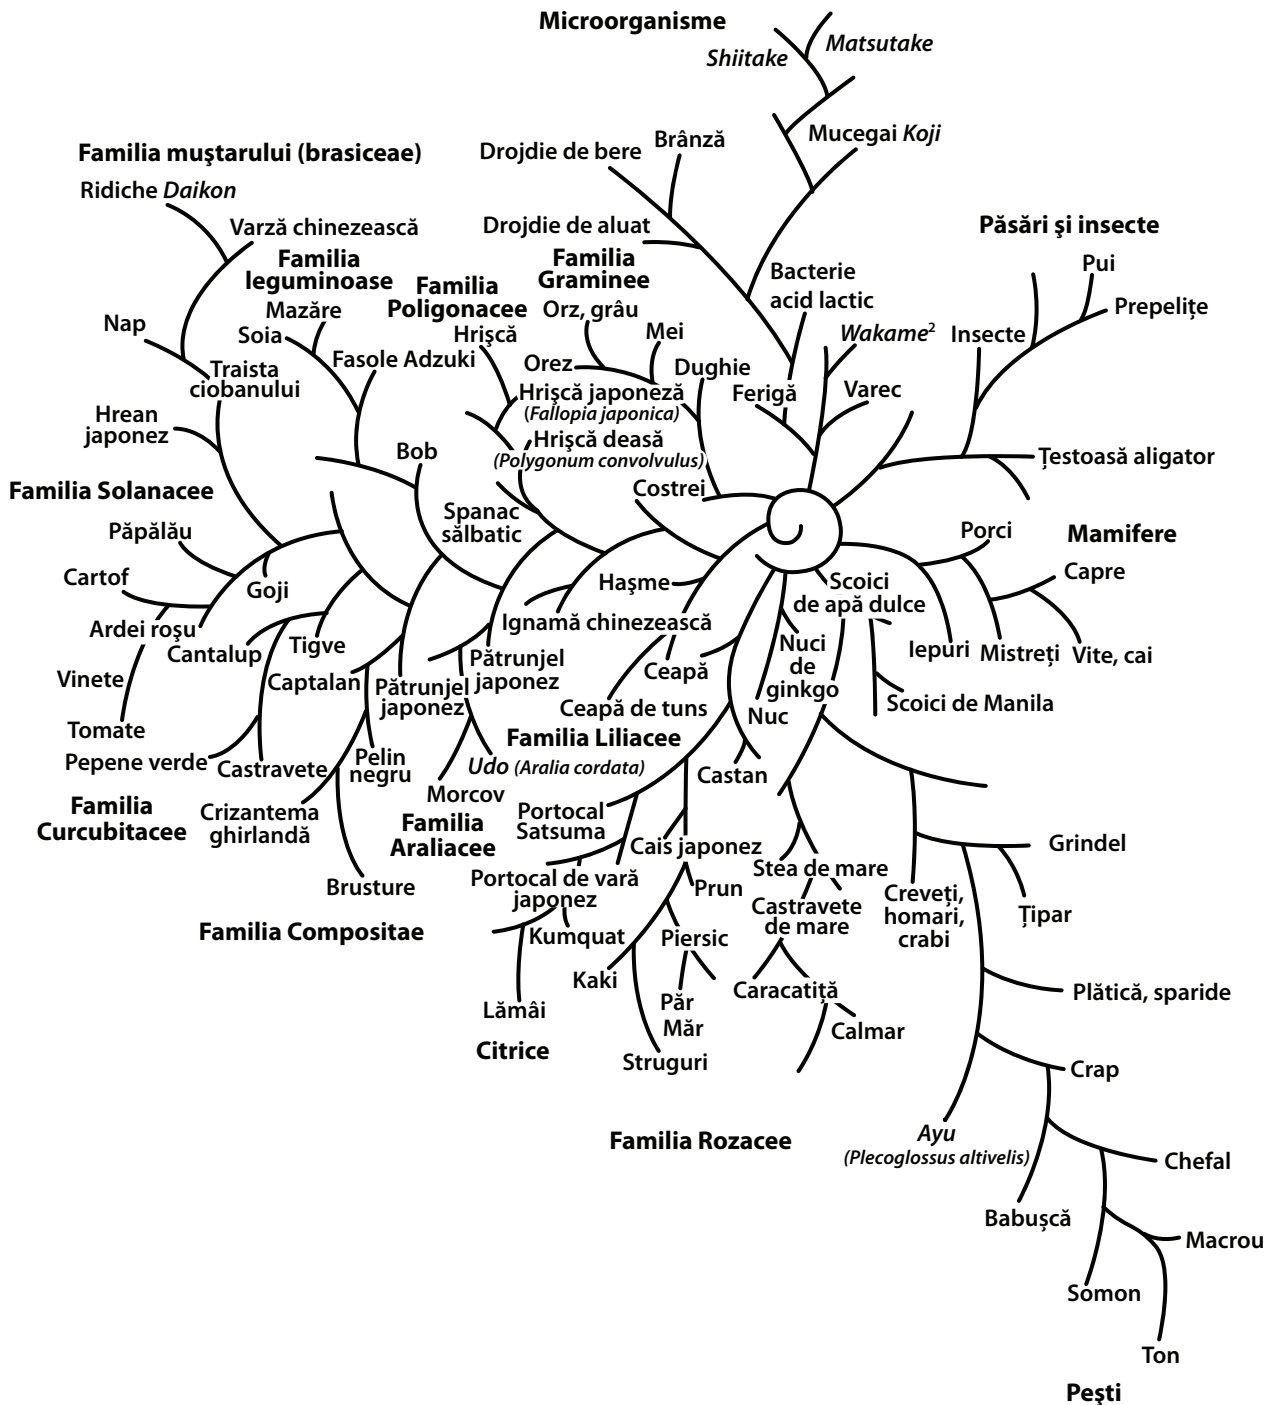 Microorganisme
Matsutake
Shiitake
Mucegai Koji
Brânză
Drojdie de bere
Familia muştarului (brasiceae)
Ridiche Daikon
Varză chinezească
Drojdie de aluat
Păsări şi insecte
Familia
leguminoase
Familia
Graminee
Pui
Bacterie
acid lactic
Familia
Poligonacee
Prepelițe
Mazăre
Orz, grâu
Nap
Soia
Hrişcă
Mei
Wakame²
Insecte
Fasole Adzuki
Orez
Dughie
Traista
ciobanului
Hrişcă japoneză
(Fallopia japonica)
Ferigă
Varec
Hrean
japonez
Hrişcă deasă
(Polygonum convolvulus)
Bob
Țestoasă aligator
Familia Solanacee
Costrei
Spanac
sălbatic
Păpălău
Porci
Mamifere
Cartof
Goji
Haşme
Scoici
de apă dulce
Capre
Ardei roşu
Ignamă chinezească
Cantalup
Tigve
Nuci
de
ginkgo
Iepuri
Mistreți
Vite, cai
Vinete
Captalan
Pătrunjel
japonez
Pătrunjel
japonez
Ceapă
Scoici de Manila
Ceapă de tuns
Nuc
Tomate
Familia Liliacee
Pepene verde
Castravete
Pelin
negru
Udo (Aralia cordata)
Castan
Morcov
Familia
Curcubitacee
Crizantema
ghirlandă
Familia
Araliacee
Portocal
Satsuma
Cais japonez
Grindel
Stea de mare
Brusture
Portocal de vară
japonez
Prun
Castravete
de mare
Creveți,
homari,
crabi
Țipar
Familia Compositae
Kumquat
Piersic
Kaki
Caracatiță
Plătică, sparide
Lămâi
Păr
Măr
Calmar
Citrice
Struguri
Crap
Familia Rozacee
Ayu
(Plecoglossus altivelis)
Chefal
Babușcă
Macrou
Somon
Ton
Peşti